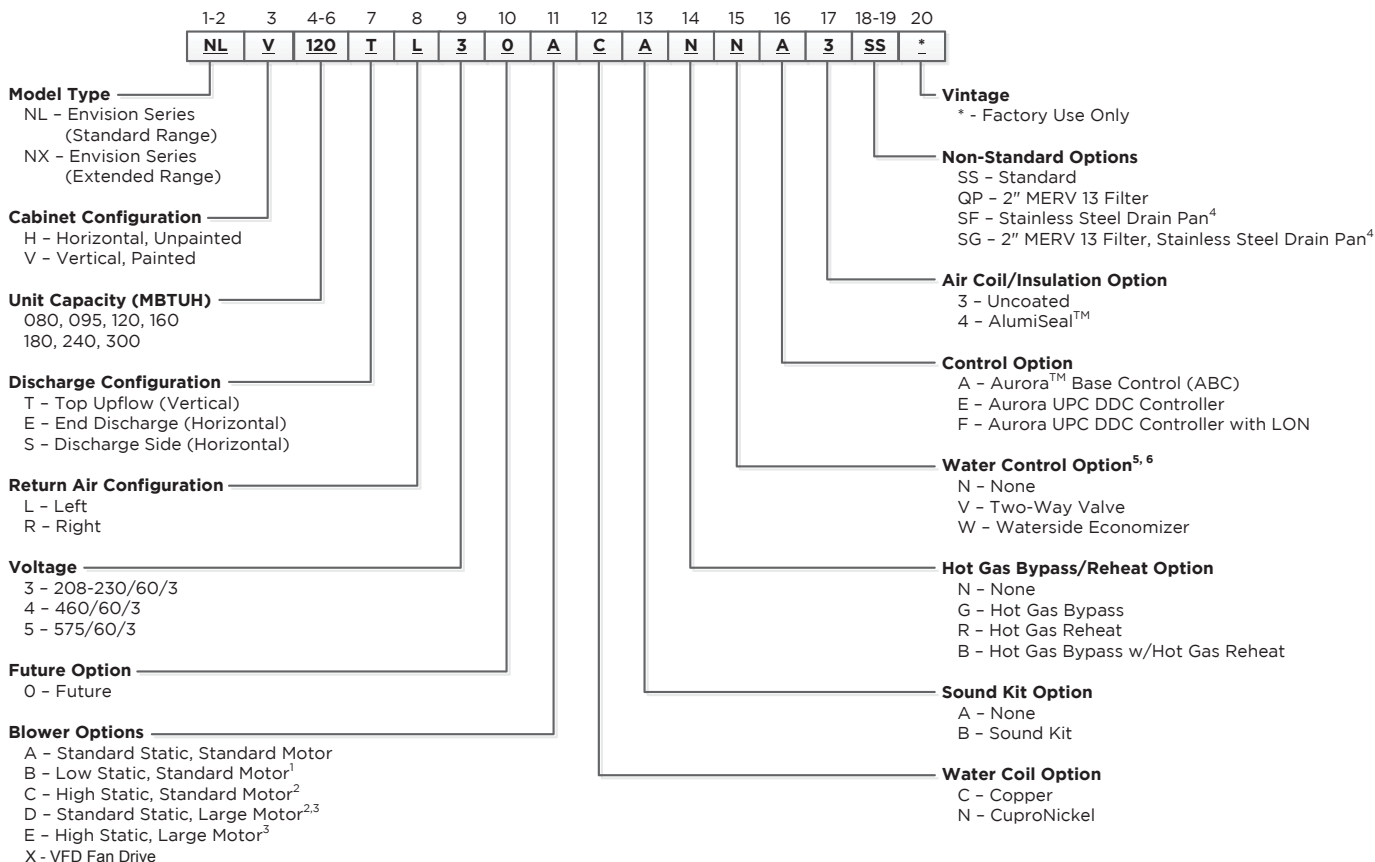 1-2 3 4-6 7 8 9 10 11 12 13 14 15 16 17 18-19 20
NL V 120 T L 3 0 A C A N N A 3 SS *
Model Type
NL – Envision Series
(Standard Range)
NX – Envision Series
(Extended Range)
Cabinet Configuration
H – Horizontal, Unpainted
V – Vertical, Painted
Unit Capacity (MBTUH)
080, 095, 120, 160
180, 240, 300
Discharge Configuration
T – Top Upflow (Vertical)
E – End Discharge (Horizontal)
S – Discharge Side (Horizontal)
Return Air Configuration
L – Left
R – Right
Voltage
3 – 208-230/60/3
4 – 460/60/3
5 – 575/60/3
Future Option
0 – Future
Blower Options
A – Standard Static, Standard Motor
B – Low Static, Standard Motor1
C – High Static, Standard Motor2
D – Standard Static, Large Motor2,3
E – High Static, Large Motor3
X - VFD Fan Drive
Vintage
* - Factory Use Only
Non-Standard Options
SS – Standard
QP – 2" MERV 13 Filter
SF – Stainless Steel Drain Pan4
SG – 2" MERV 13 Filter, Stainless Steel Drain Pan4
Air Coil/Insulation Option
3 – Uncoated
4 – AlumiSeal™
Control Option
A – Aurora™ Base Control (ABC)
E – Aurora UPC DDC Controller
F – Aurora UPC DDC Controller with LON
Water Control Option5, 6
N – None
V – Two-Way Valve
W – Waterside Economizer
Hot Gas Bypass/Reheat Option
N – None
G – Hot Gas Bypass
R – Hot Gas Reheat
B – Hot Gas Bypass w/Hot Gas Reheat
Sound Kit Option
A – None
B – Sound Kit
Water Coil Option
C – Copper
N – CuproNickel